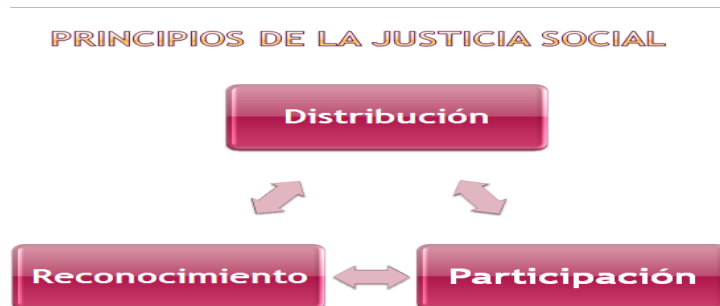 PRINCIPIOS DE LA JUSTICIA SOCIAL
Distribución
Reconocimiento
Participación